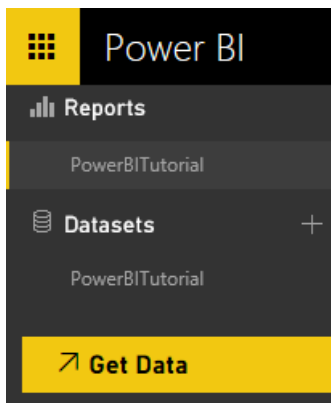 Power BI
Reports
PowerBITutorial
Datasets
PowerBITutorial
Get Data